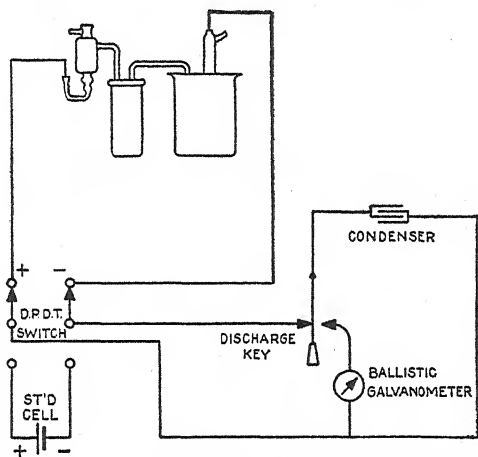 CONDENSER
+ −
D.P.D.T.
SWITCH
DISCHARGE
KEY
BALLISTIC
GALVANOMETER
ST'D
CELL
+ −